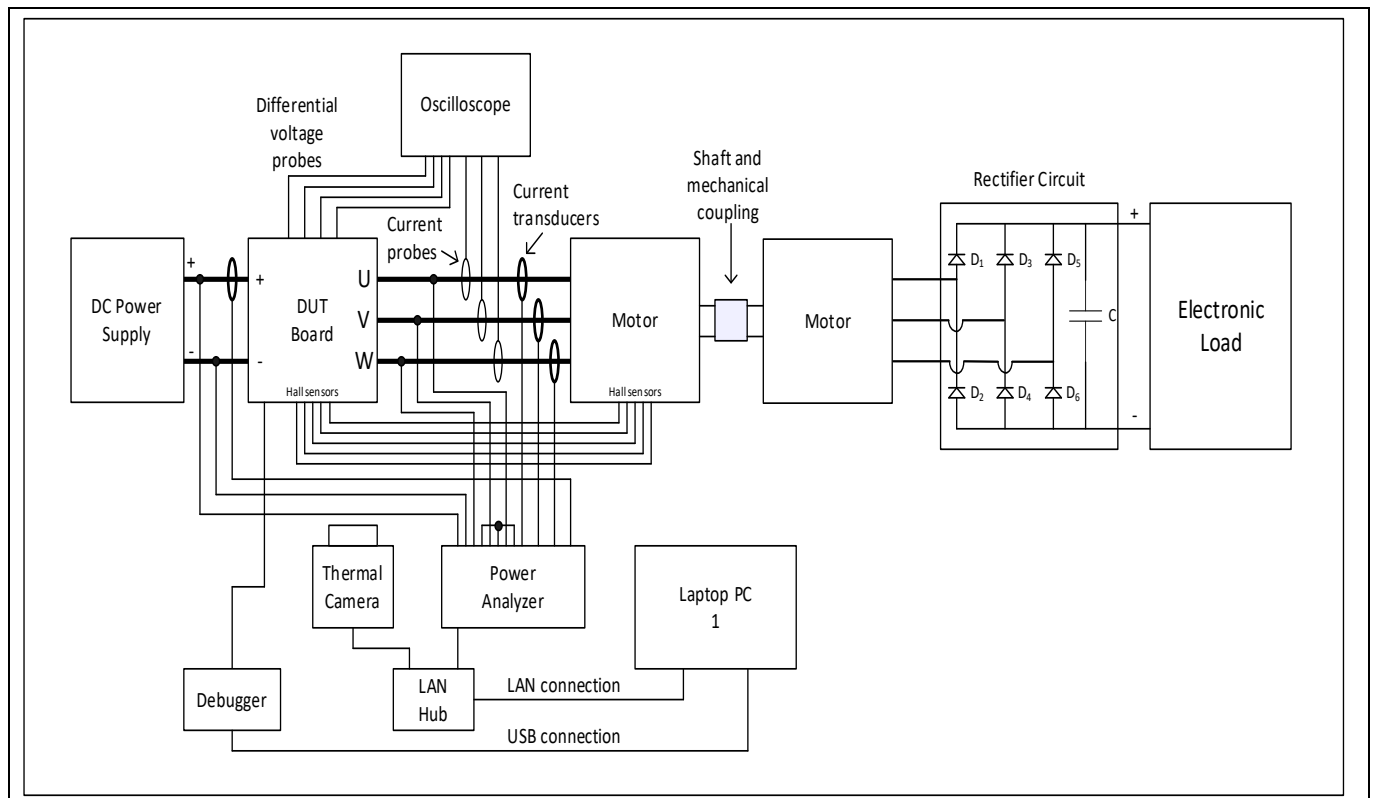 Oscilloscope
Differential
voltage
probes
Current
transducers
Current
probes
Shaft and
mechanical
coupling
Rectifier Circuit
DC Power
Supply
+
-
+
-
DUT
Board
U
V
W
Hall sensors
Motor
Hall sensors
Motor
D1
D3
D5
C
D2
D4
D6
+
-
Electronic
Load
Thermal
Camera
Power
Analyzer
Laptop PC
1
Debugger
LAN
Hub
LAN connection
USB connection